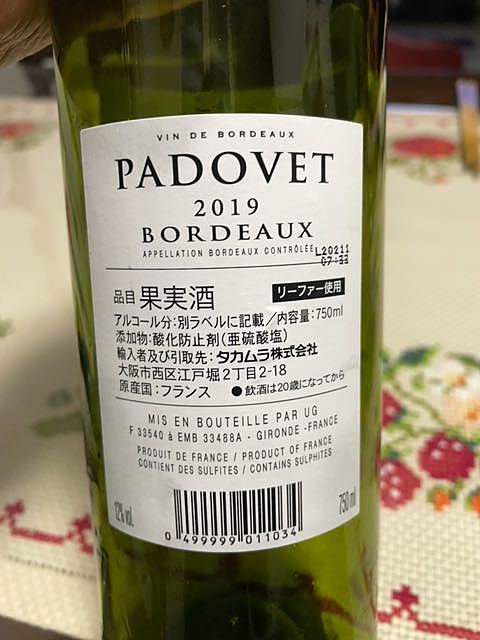 VIN DE BORDEAUX
PADOVET
2019
BORDEAUX
APPELLATION BORDEAUX CONTRÔLÉE
L20211
07:33
品目 果実酒 リーファー使用
アルコール分:別ラベルに記載/内容量:750ml
添加物:酸化防止剤(亜硫酸塩)
輸入者及び引取先:タカムラ株式会社
大阪市西区江戸堀2丁目2-18
原産国:フランス ●飲酒は20歳になってから
MIS EN BOUTEILLE PAR UG
F 33540 à EMB 33488A - GIRONDE -FRANCE
PRODUIT DE FRANCE / PRODUCT OF FRANCE
CONTIENT DES SULFITES / CONTAINS SULPHITES
12% vol.
750 ml
0 499999 011034